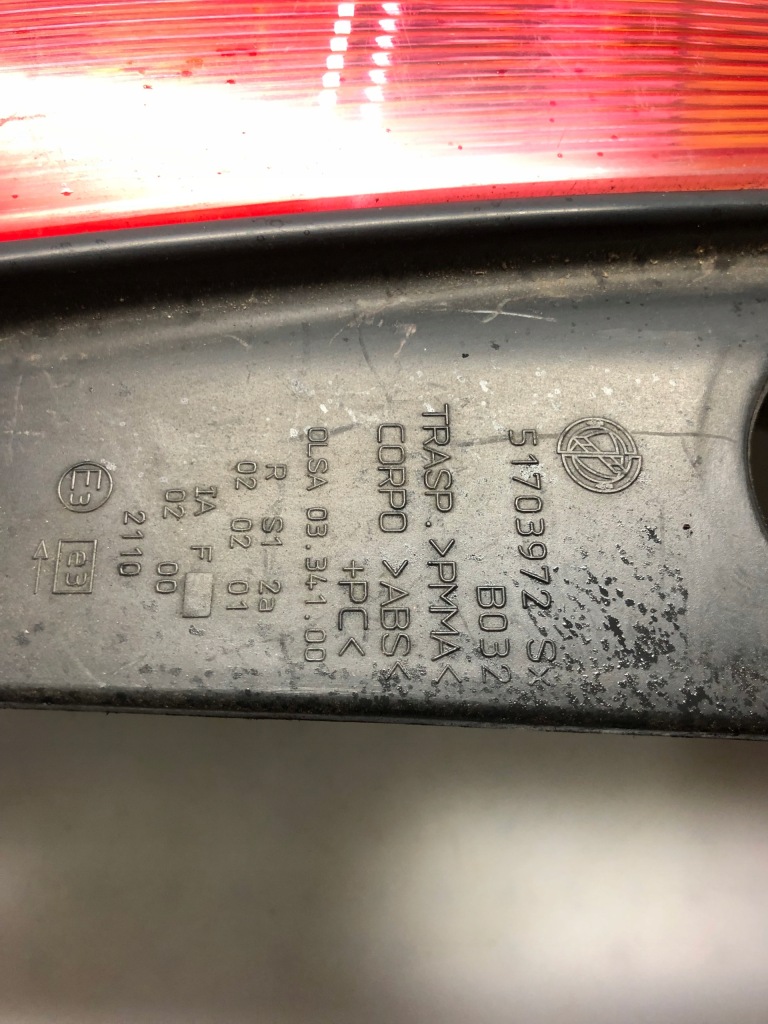 51703972 SX
B032
TRASP. >PMMA<
CORPO >ABS<
+PC<
OLSA 03.341.00
R S1 2a
02 02 01
IA F
02 00
2110
E3
e3